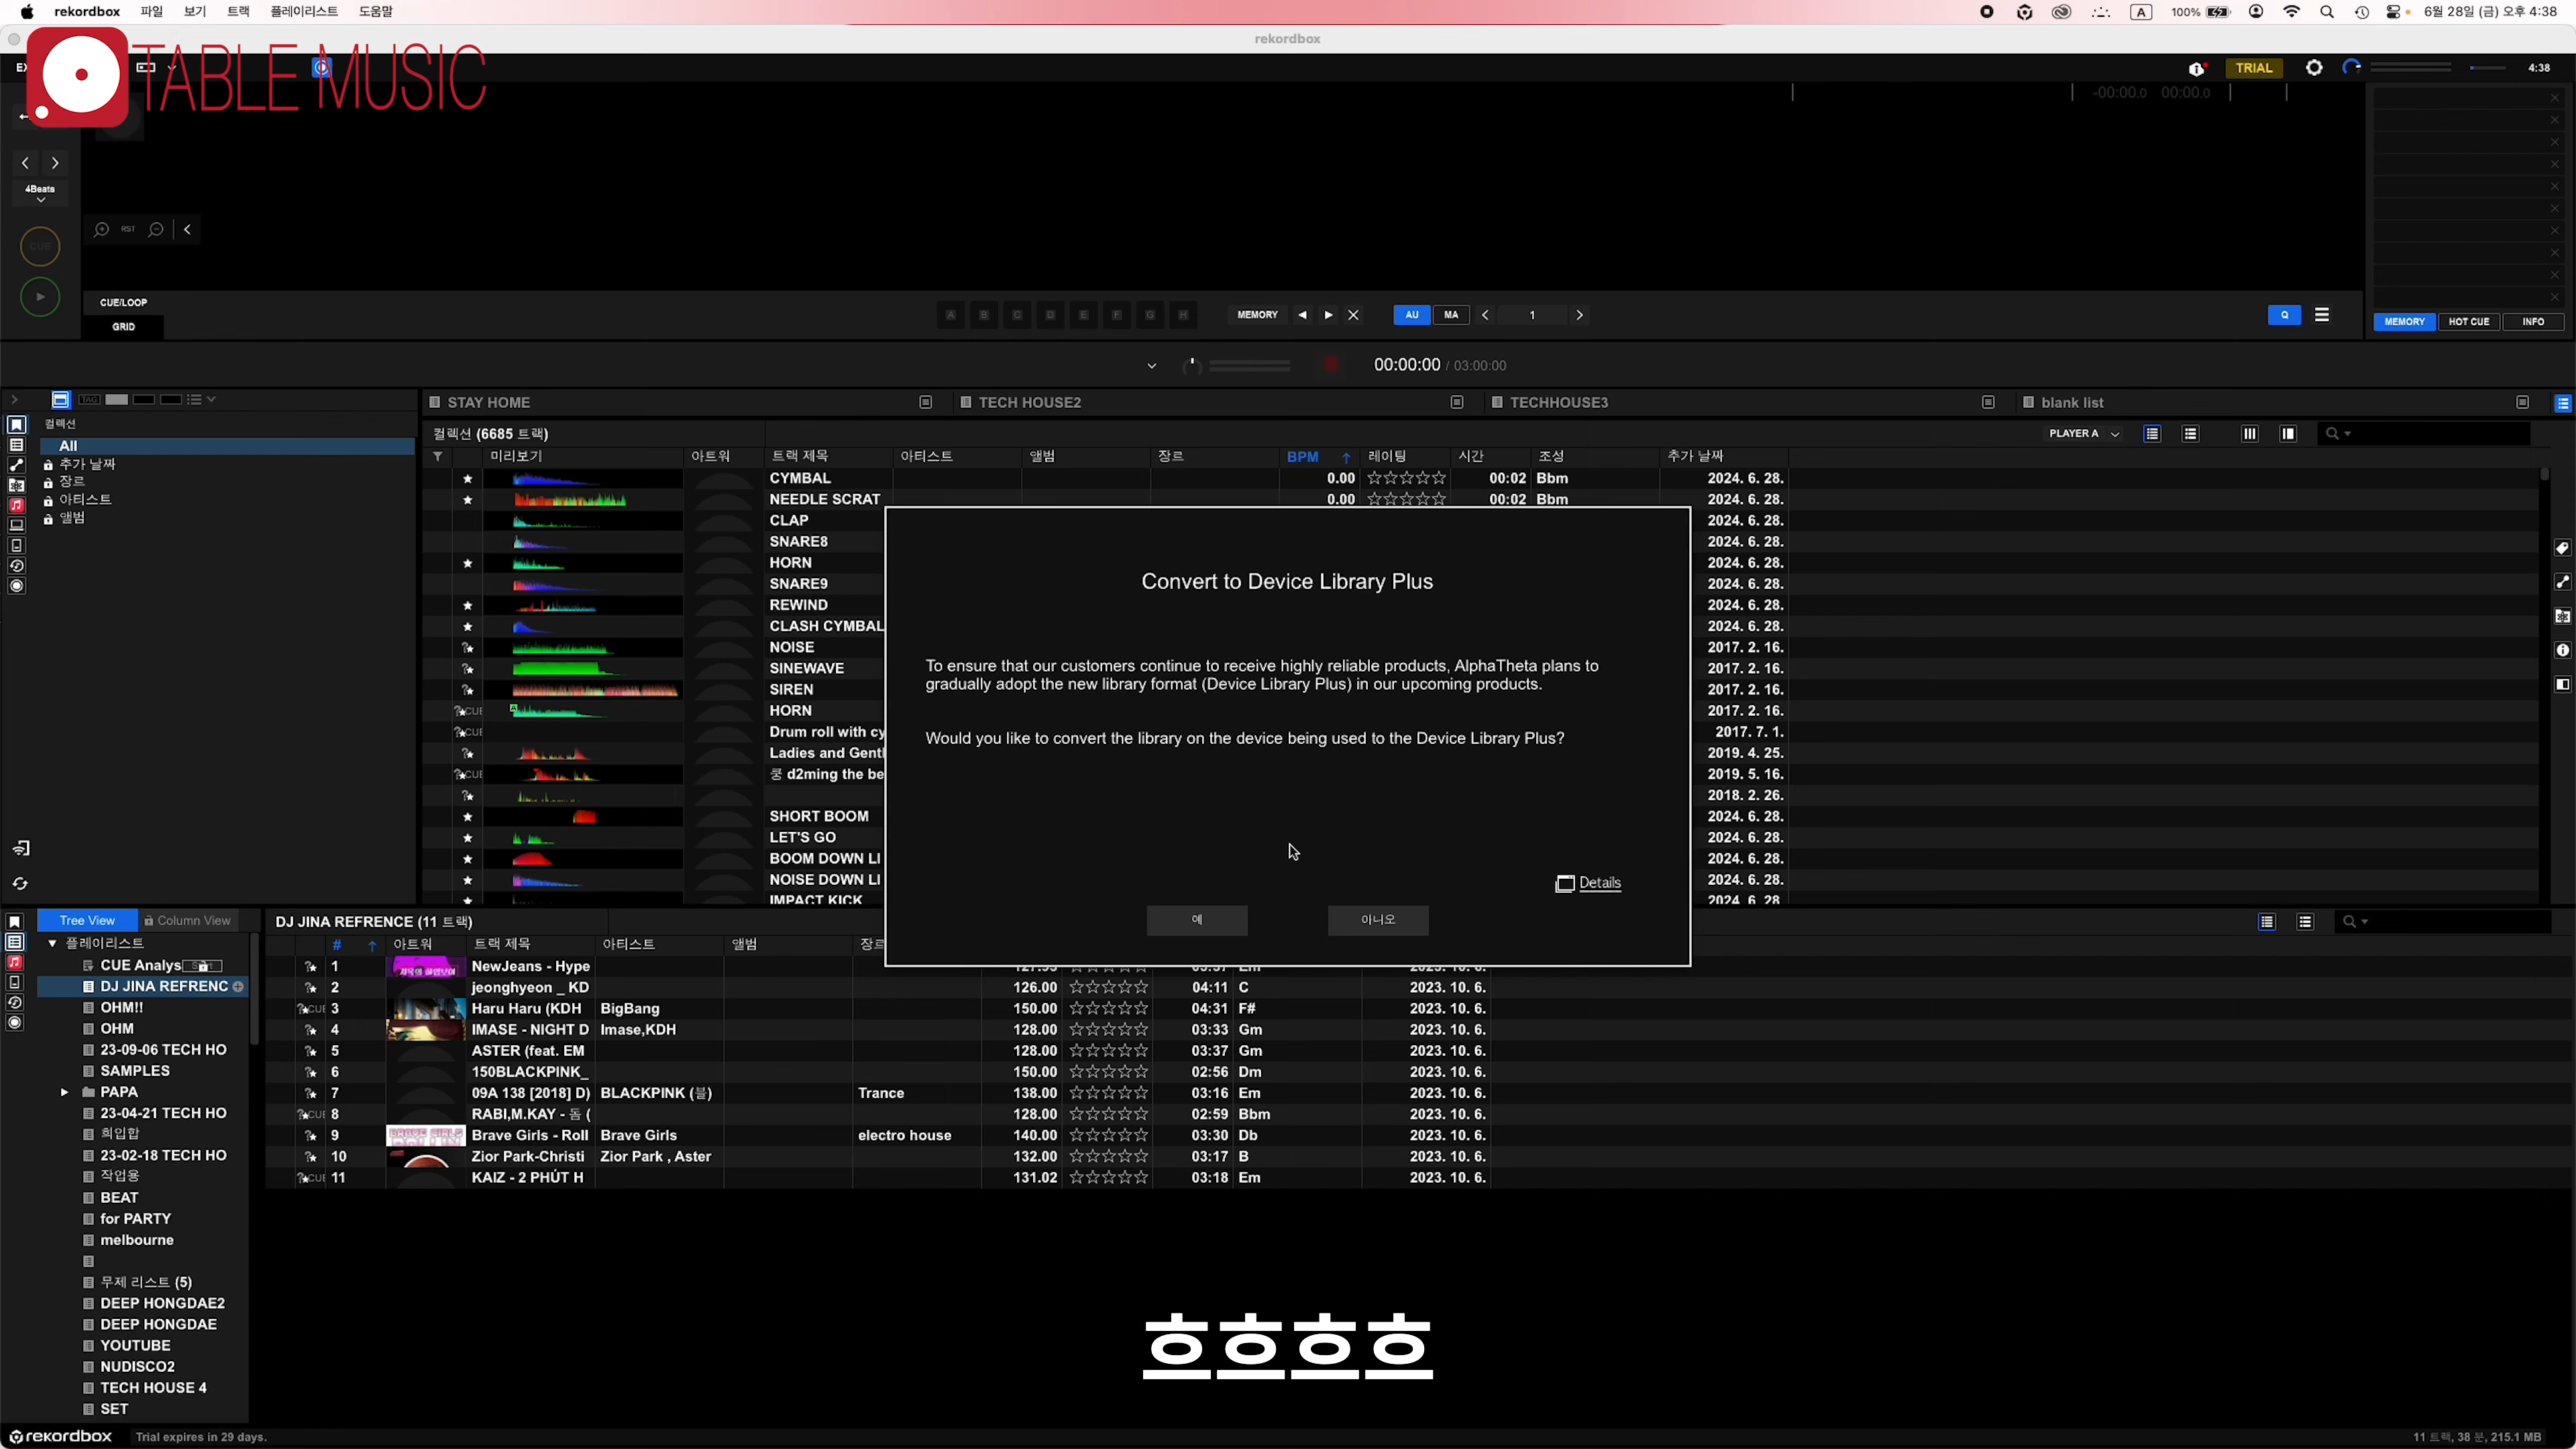 rekordbox 파일 보기 트랙 플레이리스트 도움말
A 100% 6월 28일 (금) 오후 4:38
rekordbox
TABLE MUSIC
TRIAL 4:38
-00:00.0 00:00.0
4Beats
RST
CUE
CUE/LOOP
GRID
A B C D E F G H
MEMORY
AU MA 1
Q
MEMORY HOT CUE INFO
00:00:00 / 03:00:00
TAG
STAY HOME
TECH HOUSE2
TECHHOUSE3
blank list
컬렉션
All
추가 날짜
장르
아티스트
앨범
컬렉션 (6685 트랙)
PLAYER A
미리보기 아트워 트랙 제목 아티스트 앨범 장르 BPM 레이팅 시간 조성 추가 날짜
CYMBAL 0.00 00:02 Bbm 2024. 6. 28.
NEEDLE SCRAT 0.00 00:02 Bbm 2024. 6. 28.
CLAP 2024. 6. 28.
SNARE8 2024. 6. 28.
HORN 2024. 6. 28.
SNARE9 2024. 6. 28.
REWIND 2024. 6. 28.
CLASH CYMBAL 2024. 6. 28.
NOISE 2017. 2. 16.
SINEWAVE 2017. 2. 16.
SIREN 2017. 2. 16.
HORN 2017. 2. 16.
Drum roll with cy 2017. 7. 1.
Ladies and Gentl 2019. 4. 25.
쿵 d2ming the be 2019. 5. 16.
2018. 2. 26.
SHORT BOOM 2024. 6. 28.
LET'S GO 2024. 6. 28.
BOOM DOWN LI 2024. 6. 28.
NOISE DOWN LI 2024. 6. 28.
IMPACT KICK 2024. 6. 28.
Convert to Device Library Plus
To ensure that our customers continue to receive highly reliable products, AlphaTheta plans to
gradually adopt the new library format (Device Library Plus) in our upcoming products.
Would you like to convert the library on the device being used to the Device Library Plus?
Details
예 아니오
Tree View Column View
플레이리스트
CUE Analys
DJ JINA REFRENC
OHM!!
OHM
23-09-06 TECH HO
SAMPLES
PAPA
23-04-21 TECH HO
희입합
23-02-18 TECH HO
작업용
BEAT
for PARTY
melbourne
무제 리스트 (5)
DEEP HONGDAE2
DEEP HONGDAE
YOUTUBE
NUDISCO2
TECH HOUSE 4
SET
DJ JINA REFRENCE (11 트랙)
# 아트워 트랙 제목 아티스트 앨범 장르
1 NewJeans - Hype 127.93 03:37 Em 2023. 10. 6.
2 jeonghyeon _ KD 126.00 04:11 C 2023. 10. 6.
CUE 3 Haru Haru (KDH BigBang 150.00 04:31 F# 2023. 10. 6.
4 IMASE - NIGHT D Imase,KDH 128.00 03:33 Gm 2023. 10. 6.
5 ASTER (feat. EM 128.00 03:37 Gm 2023. 10. 6.
6 150BLACKPINK_ 150.00 02:56 Dm 2023. 10. 6.
7 09A 138 [2018] D) BLACKPINK (블) Trance 138.00 03:16 Em 2023. 10. 6.
CUE 8 RABI,M.KAY - 돔 ( 128.00 02:59 Bbm 2023. 10. 6.
9 Brave Girls - Roll Brave Girls electro house 140.00 03:30 Db 2023. 10. 6.
10 Zior Park-Christi Zior Park , Aster 132.00 03:17 B 2023. 10. 6.
CUE 11 KAIZ - 2 PHÚT H 131.02 03:18 Em 2023. 10. 6.
흐흐흐흐
rekordbox Trial expires in 29 days.
11 트랙, 38 분, 215.1 MB